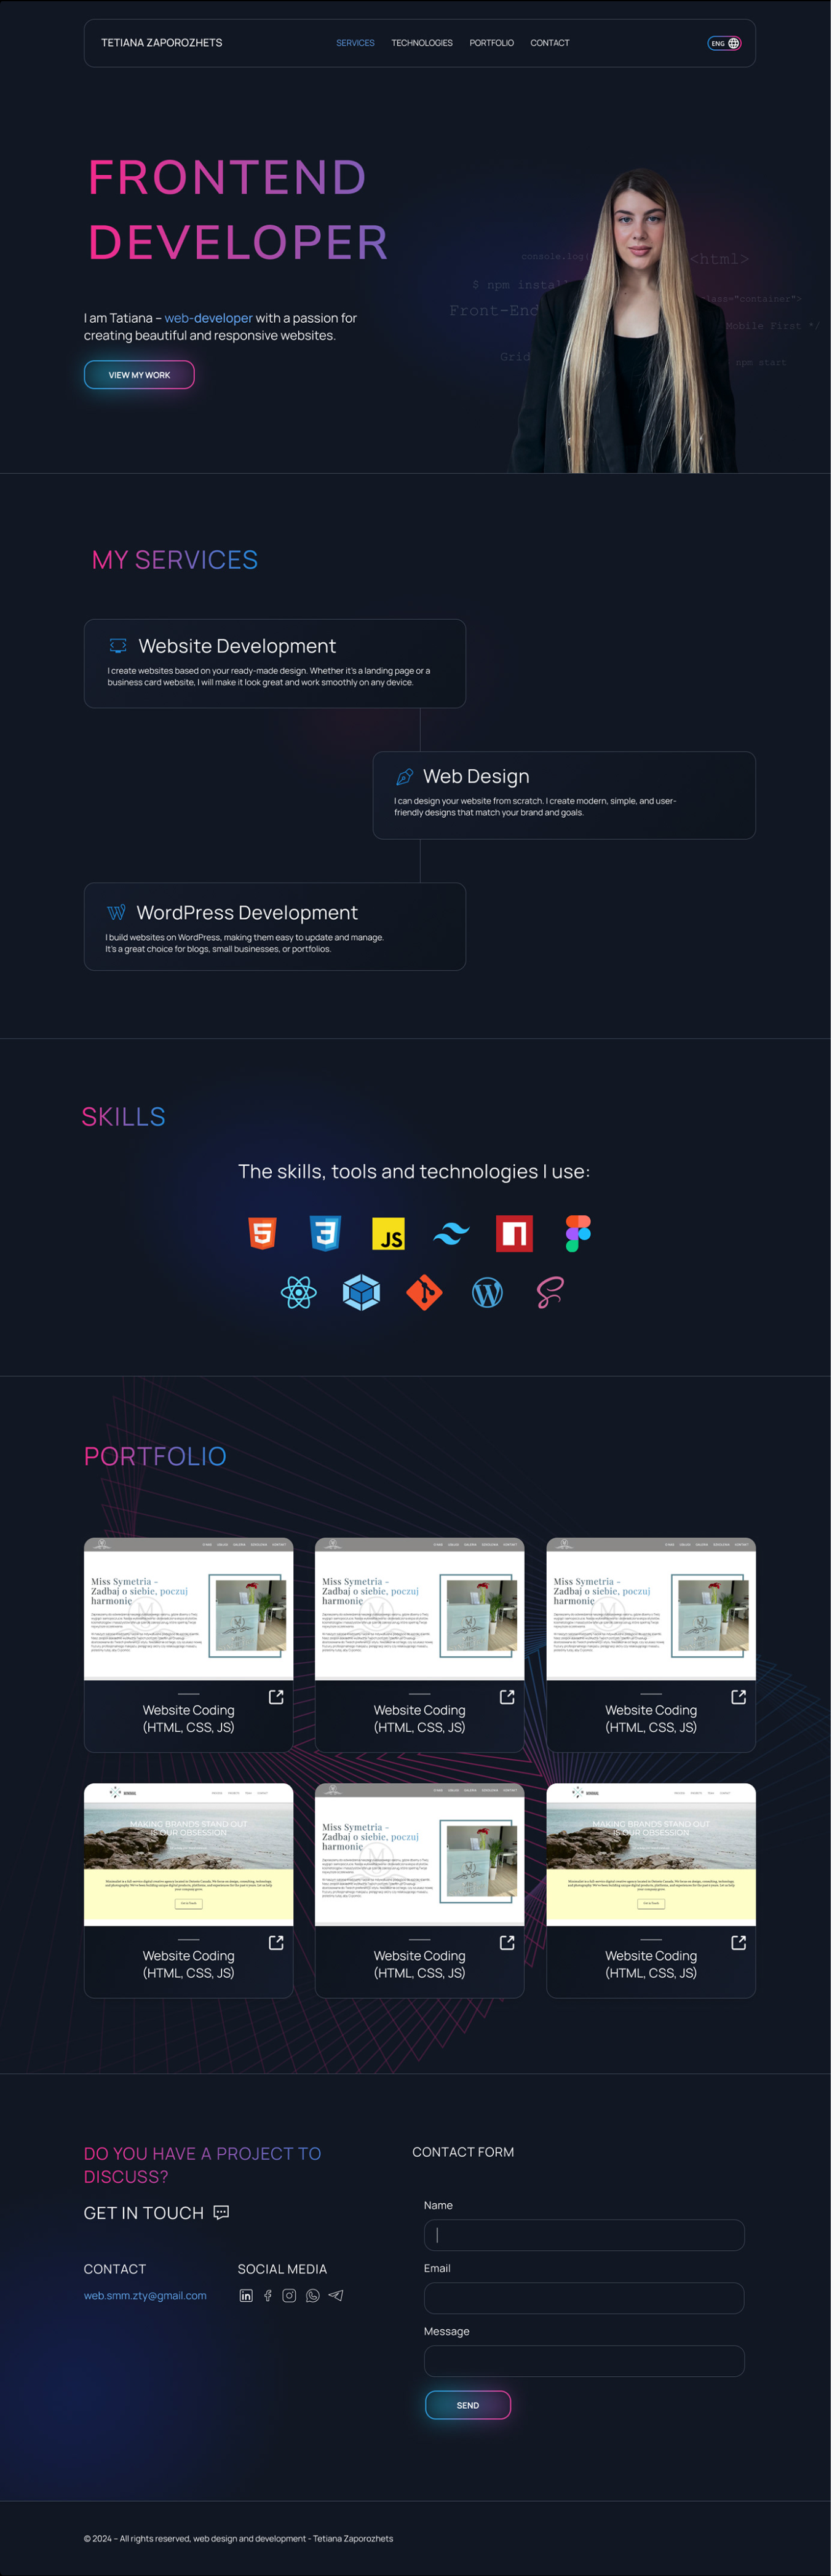 TETIANA ZAPOROZHETS
SERVICES
TECHNOLOGIES
PORTFOLIO
CONTACT
ENG
FRONTEND
DEVELOPER
console.log(
<html>
$ npm instal
lass="container">
Front-End
Mobile First */
Grid
npm start
I am Tatiana – web-developer with a passion for
creating beautiful and responsive websites.
VIEW MY WORK
MY SERVICES
Website Development
I create websites based on your ready-made design. Whether it's a landing page or a
business card website, I will make it look great and work smoothly on any device.
Web Design
I can design your website from scratch. I create modern, simple, and user-
friendly designs that match your brand and goals.
WordPress Development
I build websites on WordPress, making them easy to update and manage.
It's a great choice for blogs, small businesses, or portfolios.
SKILLS
The skills, tools and technologies I use:
5
3
JS
PORTFOLIO
Miss Symetria -
Zadbaj o siebie, poczuj
harmonię
Website Coding
(HTML, CSS, JS)
Miss Symetria -
Zadbaj o siebie, poczuj
harmonię
Website Coding
(HTML, CSS, JS)
Miss Symetria -
Zadbaj o siebie, poczuj
harmonię
Website Coding
(HTML, CSS, JS)
MAKING BRANDS STAND OUT
IS OUR OBSESSION
Website Coding
(HTML, CSS, JS)
Miss Symetria -
Zadbaj o siebie, poczuj
harmonię
Website Coding
(HTML, CSS, JS)
MAKING BRANDS STAND OUT
IS OUR OBSESSION
Website Coding
(HTML, CSS, JS)
DO YOU HAVE A PROJECT TO
DISCUSS?
GET IN TOUCH
CONTACT
web.smm.zty@gmail.com
SOCIAL MEDIA
CONTACT FORM
Name
Email
Message
SEND
© 2024 – All rights reserved, web design and development - Tetiana Zaporozhets